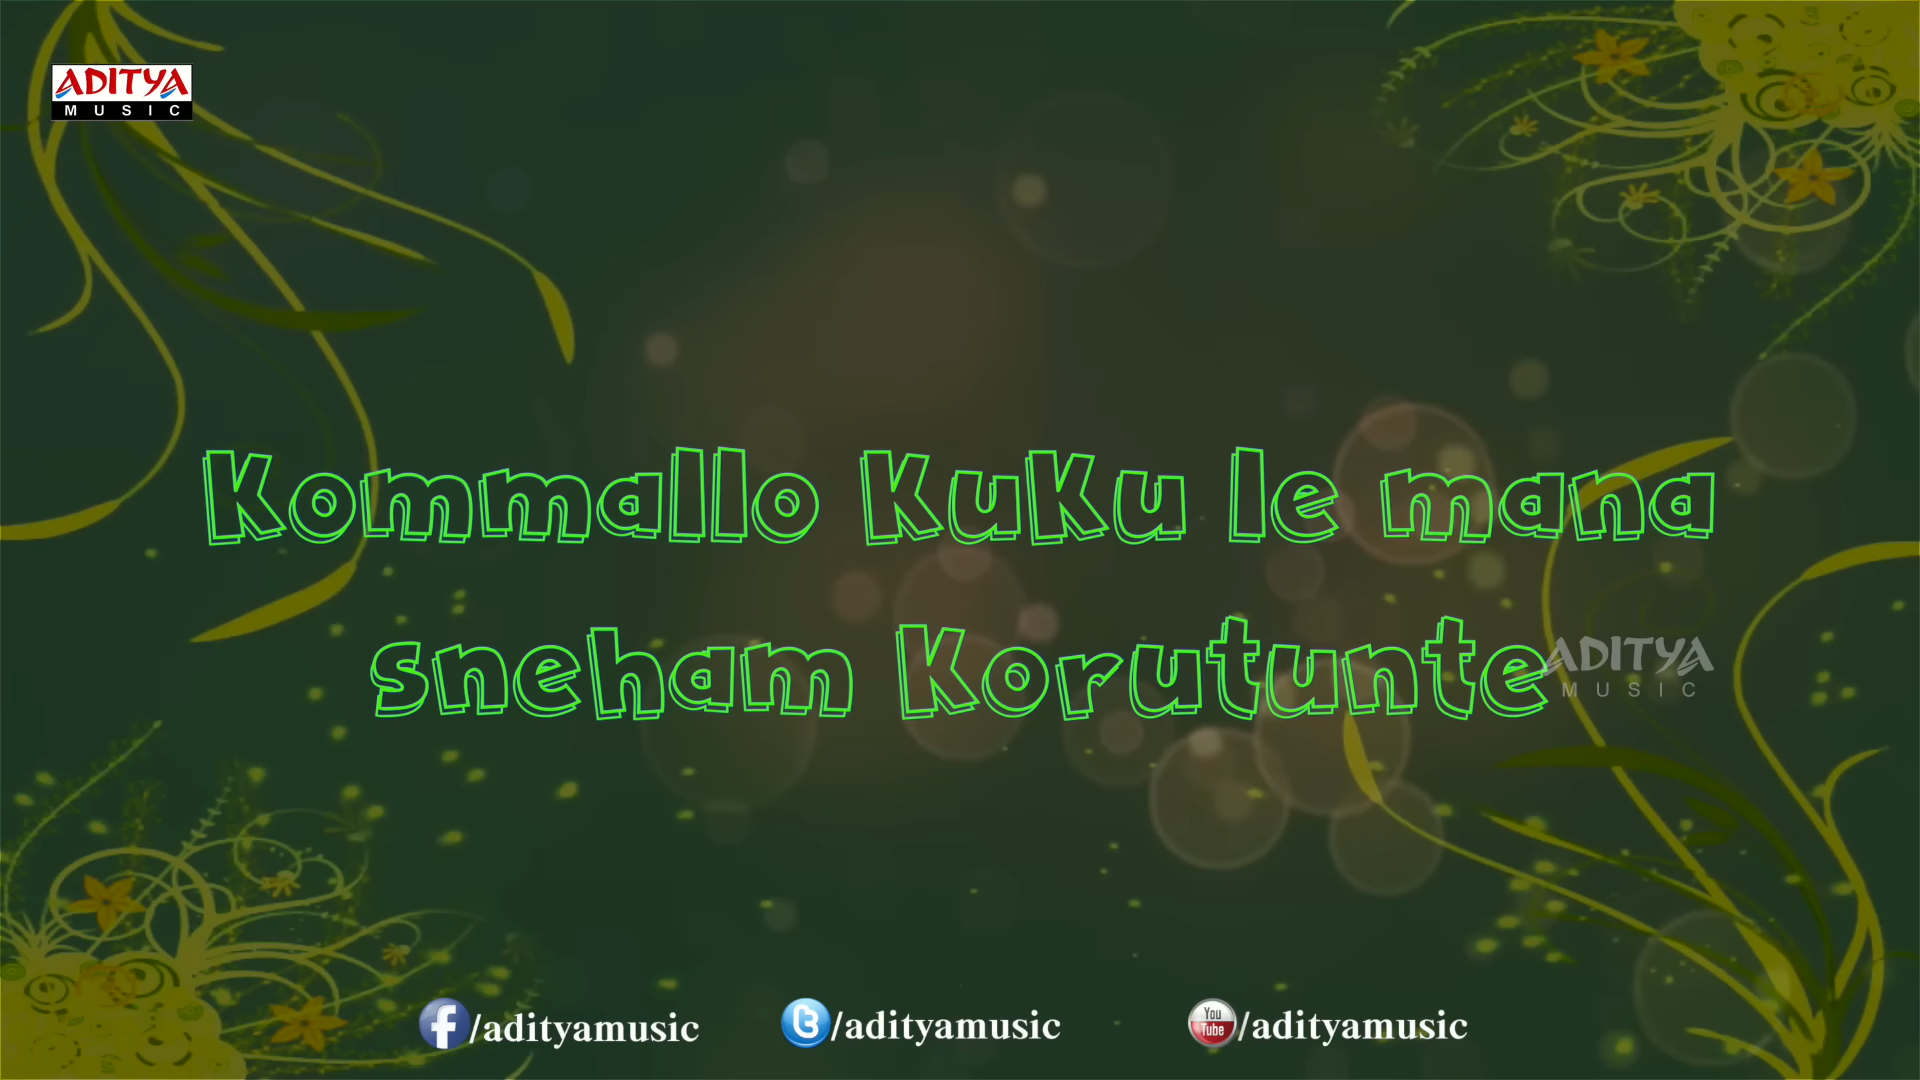 ADITYA
MUSIC
Kommallo KuKu le mana
sneham Korutunte
ADITYA
MUSIC
f/adityamusic
t/adityamusic
You
Tube
/adityamusic